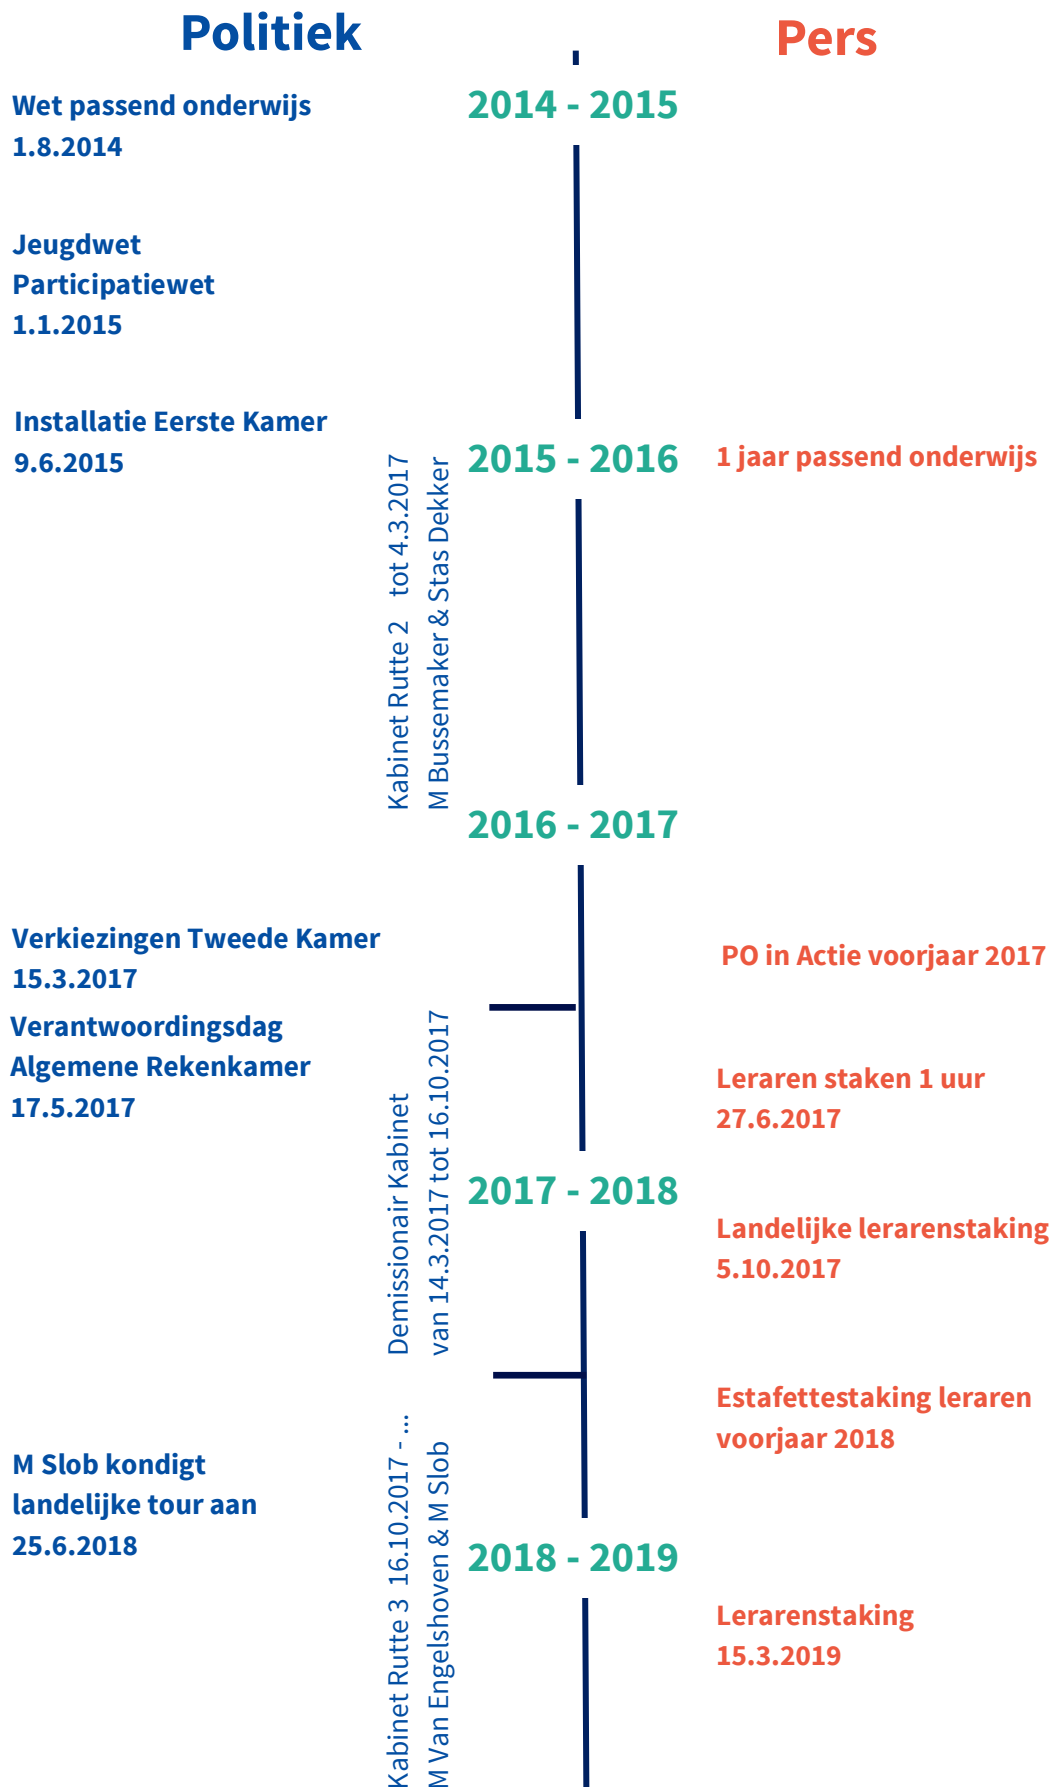 Politiek
Pers
2014 - 2015
Wet passend onderwijs
1.8.2014
Jeugdwet
Participatiewet
1.1.2015
Installatie Eerste Kamer
9.6.2015
2015 - 2016
1 jaar passend onderwijs
Kabinet Rutte 2 tot 4.3.2017
M Bussemaker & Stas Dekker
2016 - 2017
Verkiezingen Tweede Kamer
15.3.2017
PO in Actie voorjaar 2017
Verantwoordingsdag
Algemene Rekenkamer
17.5.2017
Leraren staken 1 uur
27.6.2017
Demissionair Kabinet
van 14.3.2017 tot 16.10.2017
2017 - 2018
Landelijke lerarenstaking
5.10.2017
Estafettestaking leraren
voorjaar 2018
M Slob kondigt
landelijke tour aan
25.6.2018
Kabinet Rutte 3 16.10.2017 - ...
M Van Engelshoven & M Slob
2018 - 2019
Lerarenstaking
15.3.2019